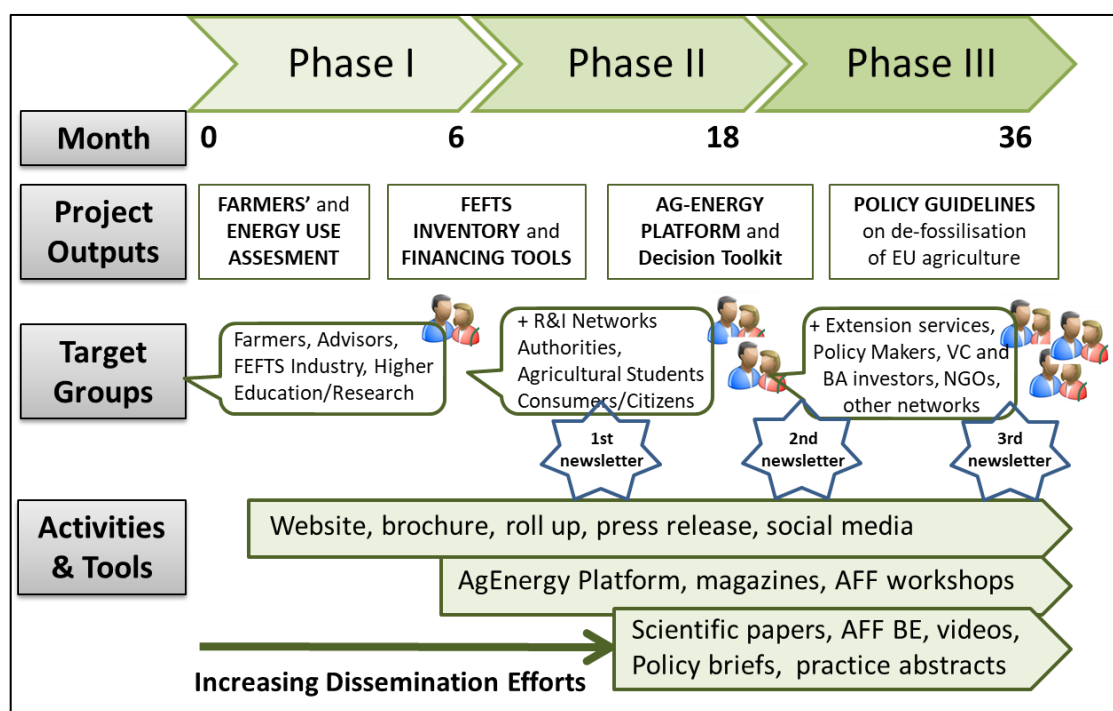 Phase I
Phase II
Phase III
Month
0
6
18
36
Project
Outputs
FARMERS' and
ENERGY USE
ASSESMENT
FEFTS
INVENTORY and
FINANCING TOOLS
AG-ENERGY
PLATFORM and
Decision Toolkit
POLICY GUIDELINES
on de-fossilisation
of EU agriculture
Target
Groups
Farmers, Advisors,
FEFTS Industry, Higher
Education/Research
+ R&I Networks
Authorities,
Agricultural Students
Consumers/Citizens
+ Extension services,
Policy Makers, VC and
BA investors, NGOs,
other networks
1st
newsletter
2nd
newsletter
3rd
newsletter
Activities
& Tools
Website, brochure, roll up, press release, social media
AgEnergy Platform, magazines, AFF workshops
Scientific papers, AFF BE, videos,
Policy briefs, practice abstracts
Increasing Dissemination Efforts